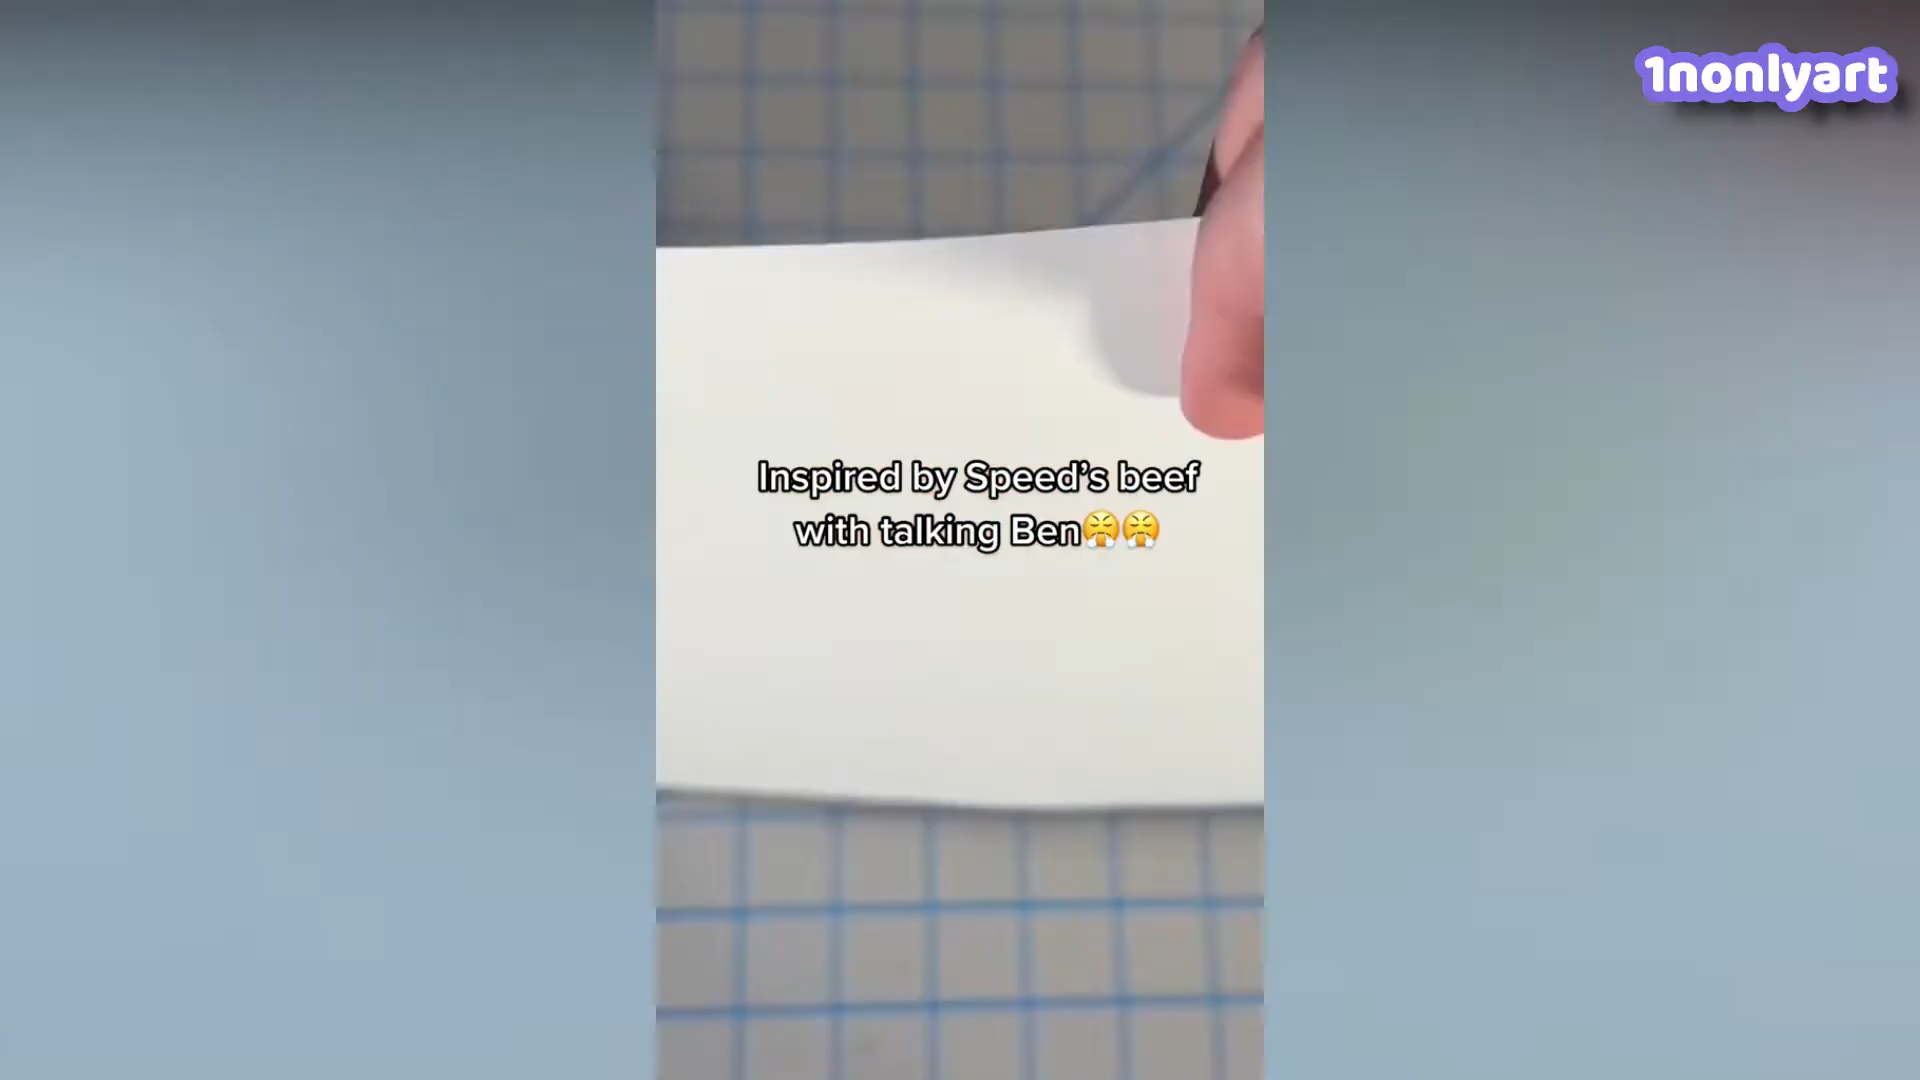 1nonlyart
Inspired by Speed’s beef
with talking Ben😤😤